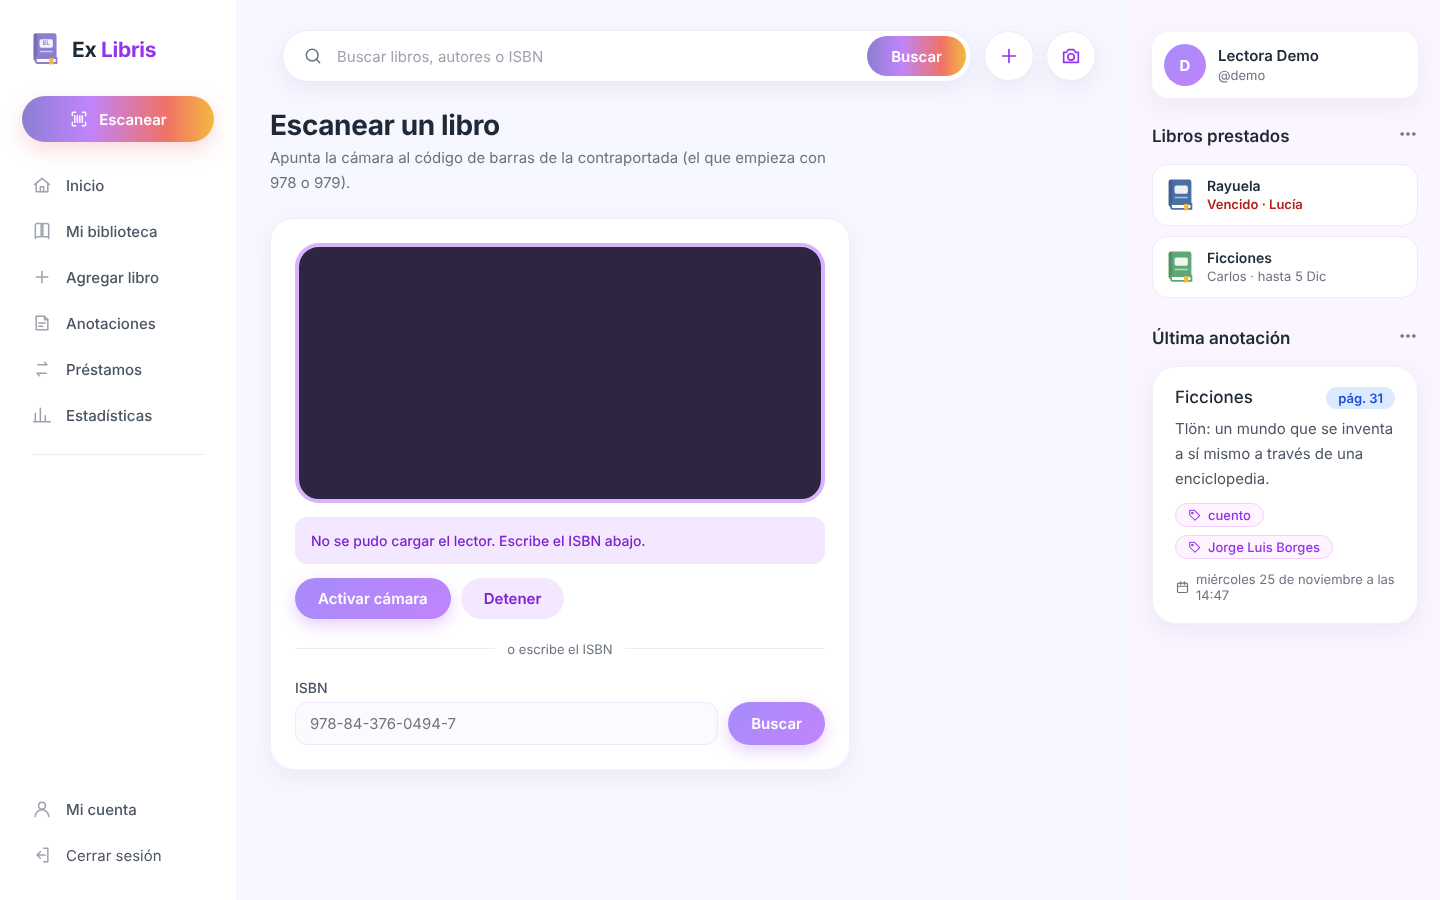 Ex Libris
Escanear
Inicio
Mi biblioteca
Agregar libro
Anotaciones
Préstamos
Estadísticas
Mi cuenta
Cerrar sesión
Buscar libros, autores o ISBN
Buscar
Escanear un libro
Apunta la cámara al código de barras de la contraportada (el que empieza con
978 o 979).
No se pudo cargar el lector. Escribe el ISBN abajo.
Activar cámara
Detener
o escribe el ISBN
ISBN
978-84-376-0494-7
Buscar
D
Lectora Demo
@demo
Libros prestados
Rayuela
Vencido · Lucía
Ficciones
Carlos · hasta 5 Dic
Última anotación
Ficciones
pág. 31
Tlön: un mundo que se inventa
a sí mismo a través de una
enciclopedia.
cuento
Jorge Luis Borges
miércoles 25 de noviembre a las
14:47